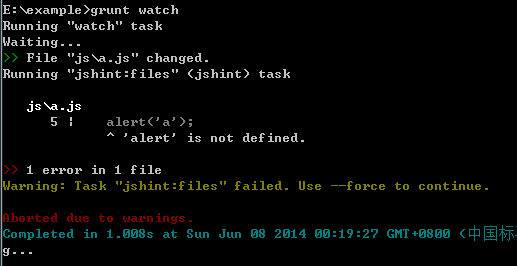 E:\example>grunt watch
Running "watch" task
Waiting...
>> File "js\a.js" changed.
Running "jshint:files" (jshint) task
js\a.js
5 |    alert('a');
^ 'alert' is not defined.
>> 1 error in 1 file
Warning: Task "jshint:files" failed. Use --force to continue.
Aborted due to warnings.
Completed in 1.008s at Sun Jun 08 2014 00:19:27 GMT+0800 (中国标
g...